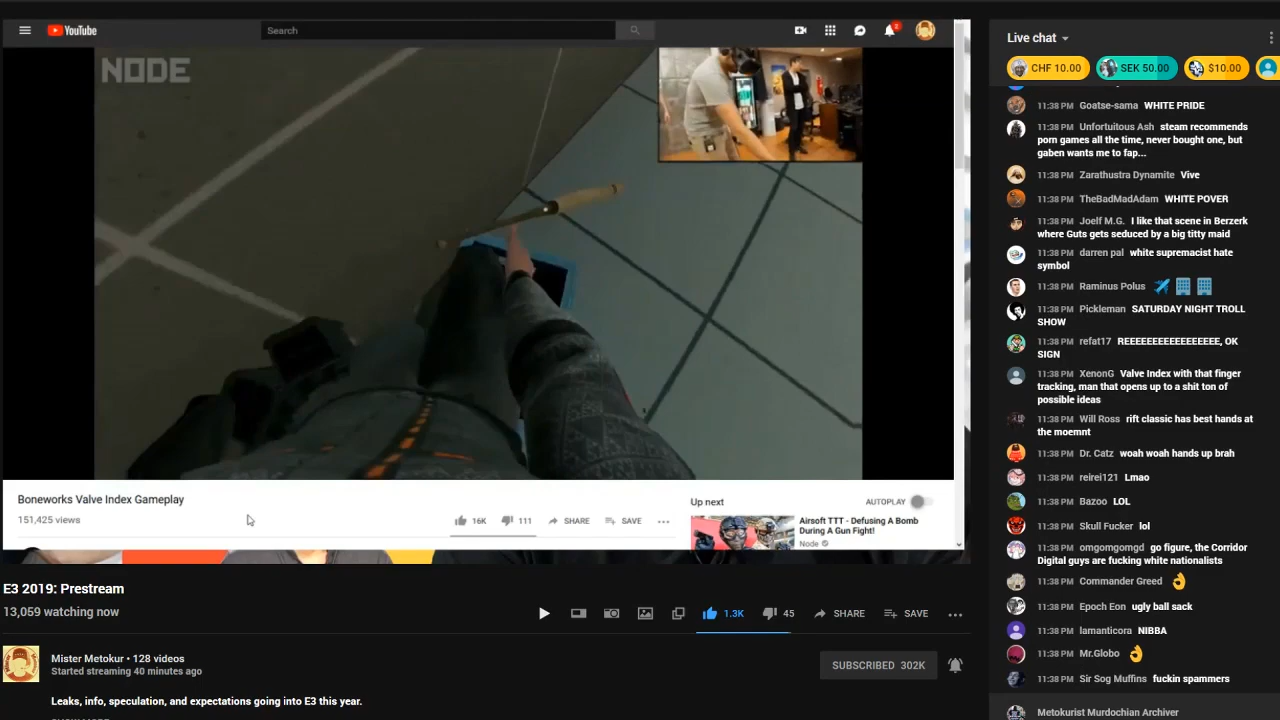 YouTube
Search
2
NODE
Boneworks Valve Index Gameplay
151,425 views
16K
111
SHARE
SAVE
Up next
AUTOPLAY
Airsoft TTT - Defusing A Bomb
During A Gun Fight!
Node
E3 2019: Prestream
13,059 watching now
1.3K
45
SHARE
SAVE
Mister Metokur • 128 videos
Started streaming 40 minutes ago
SUBSCRIBED 302K
Leaks, info, speculation, and expectations going into E3 this year.
Live chat
CHF 10.00
SEK 50.00
$10.00
11:38 PM Goatse-sama WHITE PRIDE
11:38 PM Unfortuitous Ash steam recommends
porn games all the time, never bought one, but
gaben wants me to fap...
11:38 PM Zarathustra Dynamite Vive
11:38 PM TheBadMadAdam WHITE POVER
11:38 PM Joelf M.G. I like that scene in Berzerk
where Guts gets seduced by a big titty maid
11:38 PM darren pal white supremacist hate
symbol
11:38 PM Raminus Polus ✈🏢🏢
11:38 PM Pickleman SATURDAY NIGHT TROLL
SHOW
11:38 PM refat17 REEEEEEEEEEEEEEEEE, OK
SIGN
11:38 PM XenonG Valve Index with that finger
tracking, man that opens up to a shit ton of
possible ideas
11:38 PM Will Ross rift classic has best hands at
the moemnt
11:38 PM Dr. Catz woah woah hands up brah
11:38 PM reirei121 Lmao
11:38 PM Bazoo LOL
11:38 PM Skull Fucker lol
11:38 PM omgomgomgd go figure, the Corridor
Digital guys are fucking white nationalists
11:38 PM Commander Greed 👌
11:38 PM Epoch Eon ugly ball sack
11:38 PM lamanticora NIBBA
11:38 PM Mr.Globo 👌
11:38 PM Sir Sog Muffins fuckin spammers
Metokurist Murdochian Archiver